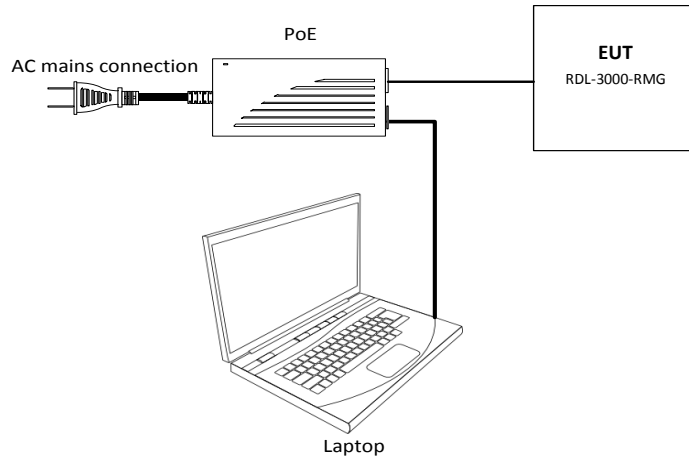 PoE
AC mains connection
EUT
RDL-3000-RMG
Laptop